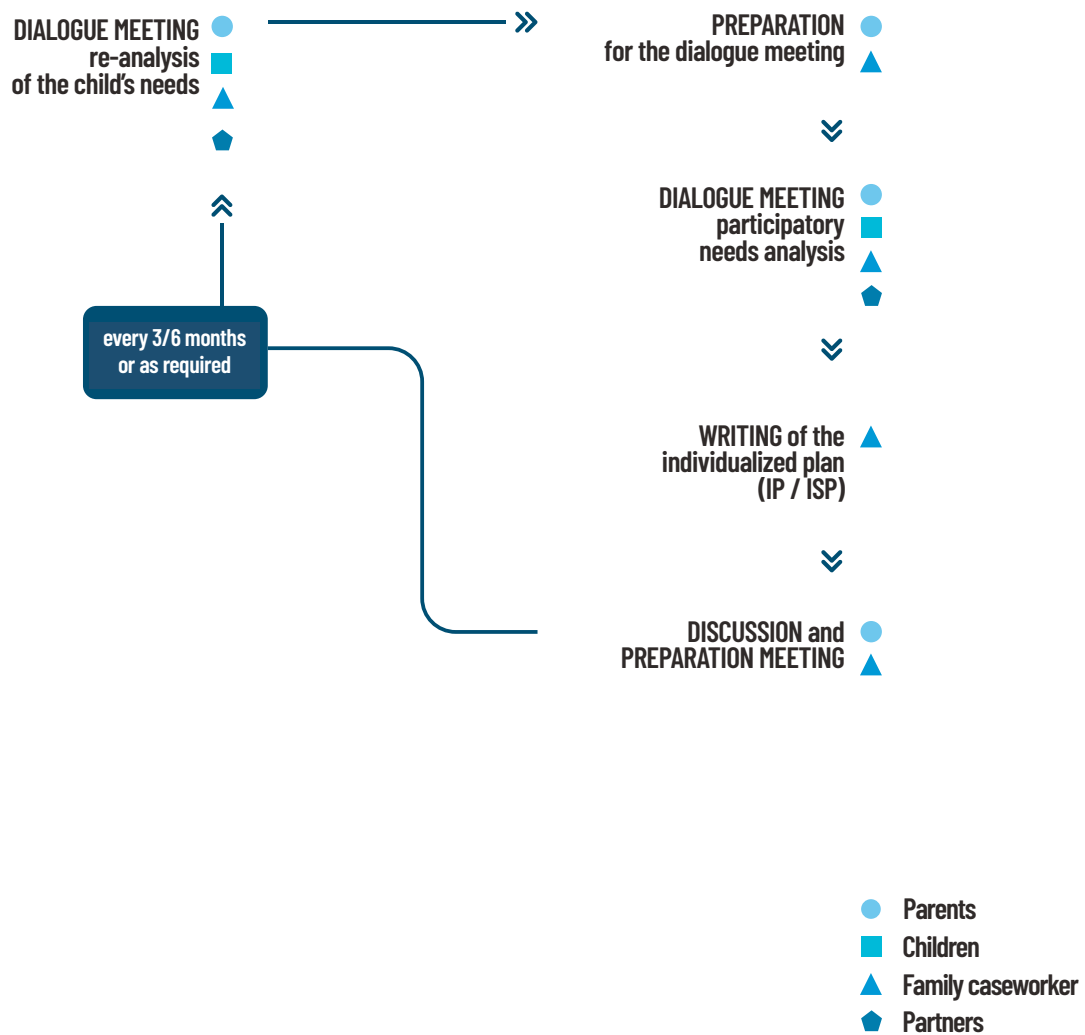 DIALOGUE MEETING
re-analysis
of the child's needs
PREPARATION
for the dialogue meeting
DIALOGUE MEETING
participatory
needs analysis
every 3/6 months
or as required
WRITING of the
individualized plan
(IP / ISP)
DISCUSSION and
PREPARATION MEETING
Parents
Children
Family caseworker
Partners